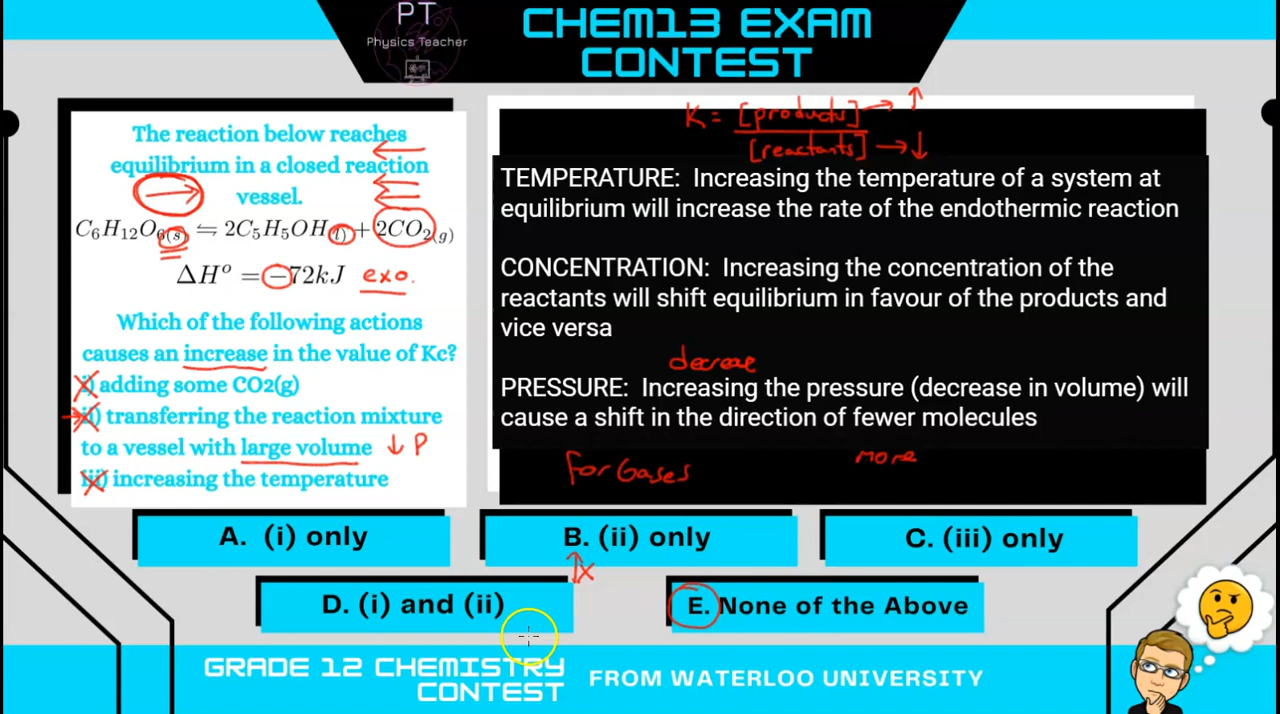 PT
Physics Teacher
CHEM13 EXAM
CONTEST
The reaction below reaches
equilibrium in a closed reaction
vessel.
C₆H₁₂O₆₍ₛ₎ ⇋ 2C₅H₅OH₍ₗ₎ + 2CO₂₍g₎
ΔH° = −72kJ exo.
Which of the following actions
causes an increase in the value of Kc?
i) adding some CO2(g)
ii) transferring the reaction mixture
to a vessel with large volume ↓ P
iii) increasing the temperature
K = [products] → ↑
[reactants] → ↓
TEMPERATURE: Increasing the temperature of a system at
equilibrium will increase the rate of the endothermic reaction
CONCENTRATION: Increasing the concentration of the
reactants will shift equilibrium in favour of the products and
vice versa
decrease
PRESSURE: Increasing the pressure (decrease in volume) will
cause a shift in the direction of fewer molecules
more
for Gases
A. (i) only
B. (ii) only
C. (iii) only
D. (i) and (ii)
E. None of the Above
GRADE 12 CHEMISTRY
CONTEST
FROM WATERLOO UNIVERSITY